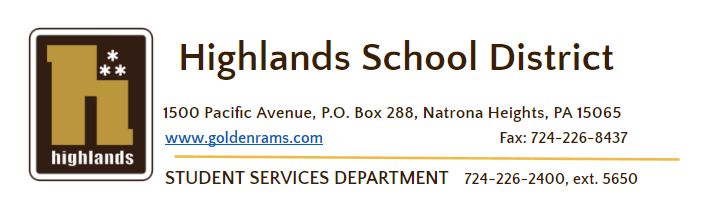 h
***
highlands
Highlands School District
1500 Pacific Avenue, P.O. Box 288, Natrona Heights, PA 15065
www.goldenrams.com Fax: 724-226-8437
STUDENT SERVICES DEPARTMENT 724-226-2400, ext. 5650